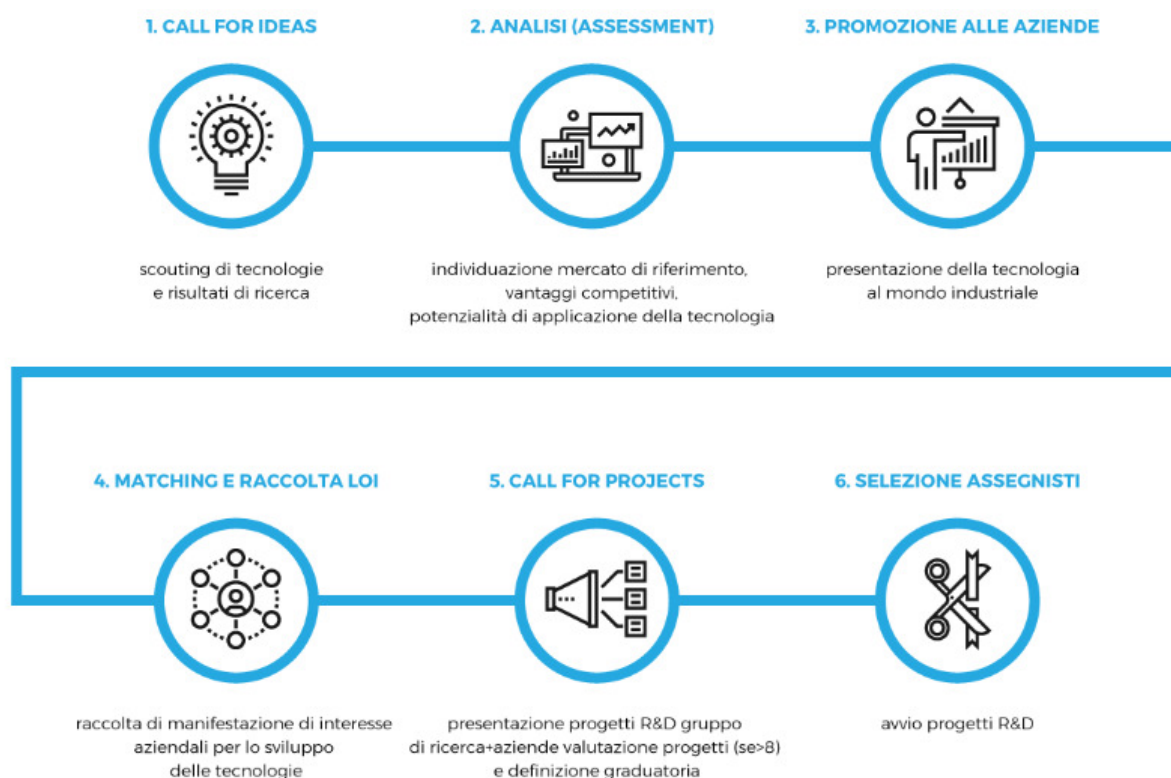 1. CALL FOR IDEAS
scouting di tecnologie
e risultati di ricerca
2. ANALISI (ASSESSMENT)
individuazione mercato di riferimento,
vantaggi competitivi,
potenzialità di applicazione della tecnologia
3. PROMOZIONE ALLE AZIENDE
presentazione della tecnologia
al mondo industriale
4. MATCHING E RACCOLTA LOI
raccolta di manifestazione di interesse
aziendali per lo sviluppo
delle tecnologie
5. CALL FOR PROJECTS
presentazione progetti R&D gruppo
di ricerca+aziende valutazione progetti (se>8)
e definizione graduatoria
6. SELEZIONE ASSEGNISTI
avvio progetti R&D